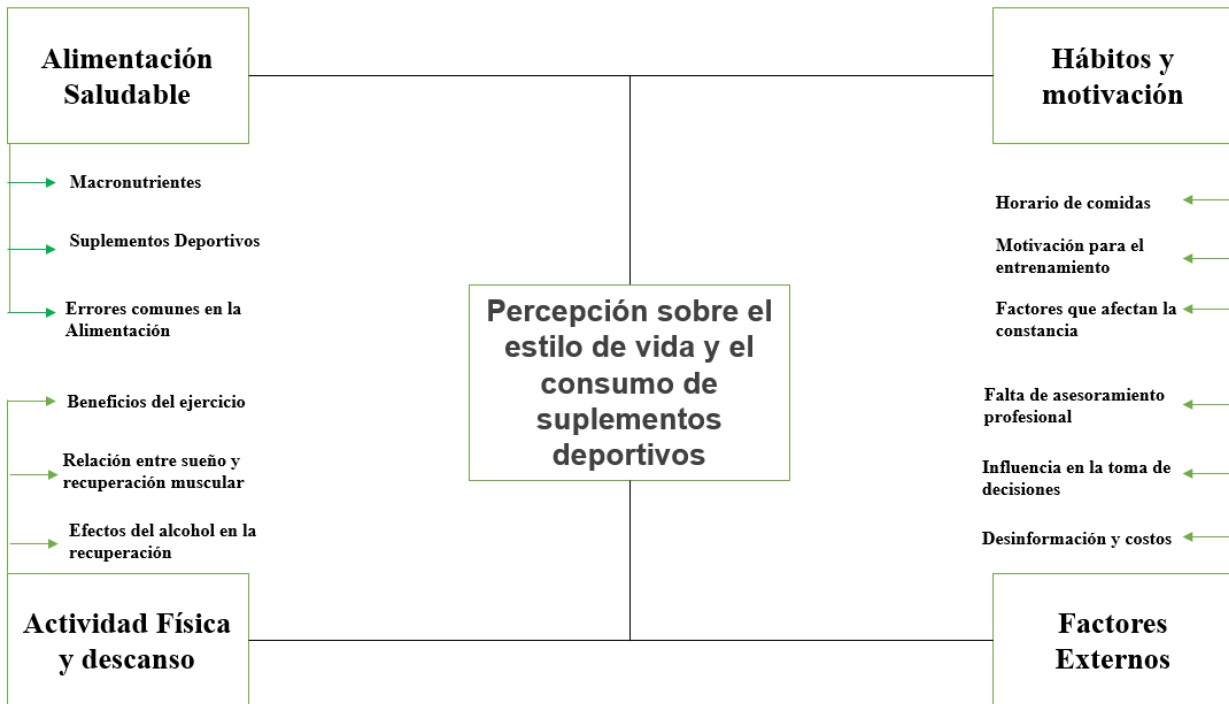 Alimentación
Saludable
Macronutrientes
Suplementos Deportivos
Errores comunes en la
Alimentación
Hábitos y
motivación
Horario de comidas
Motivación para el
entrenamiento
Factores que afectan la
constancia
Percepción sobre el
estilo de vida y el
consumo de
suplementos
deportivos
Beneficios del ejercicio
Relación entre sueño y
recuperación muscular
Efectos del alcohol en la
recuperación
Actividad Física
y descanso
Falta de asesoramiento
profesional
Influencia en la toma de
decisiones
Desinformación y costos
Factores
Externos